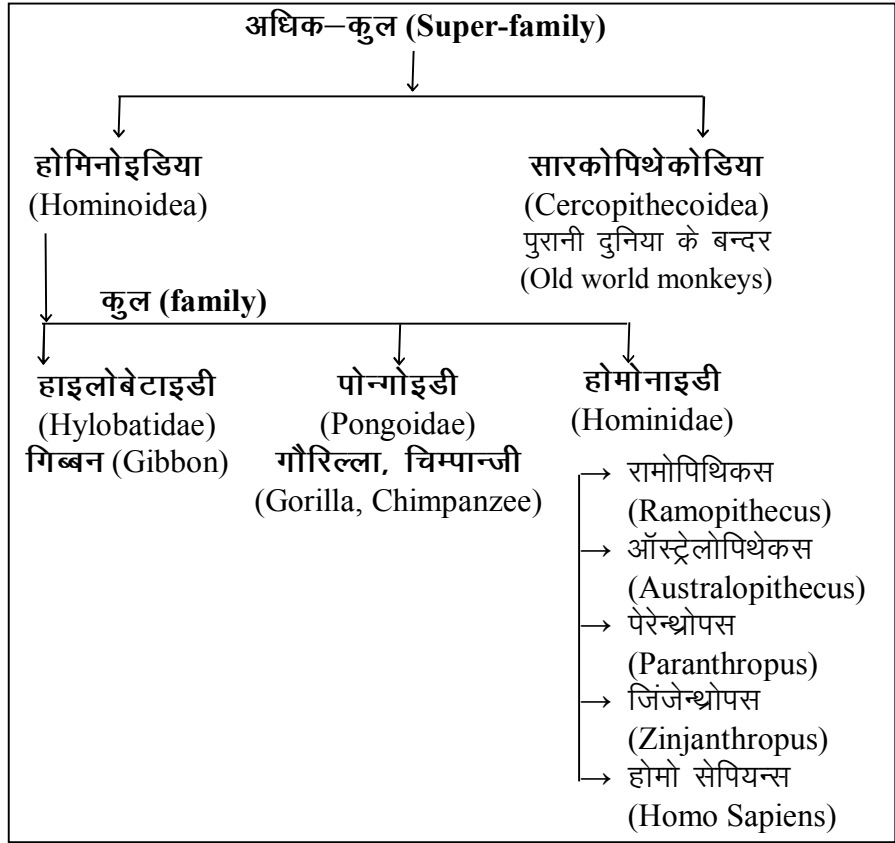 अधिक–कुल (Super-family)
होमिनोइडिया
(Hominoidea)
सारकोपिथेकोडिया
(Cercopithecoidea)
पुरानी दुनिया के बन्दर
(Old world monkeys)
कुल (family)
हाइलोबेटाइडी
(Hylobatidae)
गिब्बन (Gibbon)
पोन्गोइडी
(Pongoidae)
गौरिल्ला, चिम्पान्जी
(Gorilla, Chimpanzee)
होमोनाइडी
(Hominidae)
रामोपिथिकस
(Ramopithecus)
ऑस्ट्रेलोपिथेकस
(Australopithecus)
पेरेन्थ्रोपस
(Paranthropus)
जिंजेन्थ्रोपस
(Zinjanthropus)
होमो सेपियन्स
(Homo Sapiens)